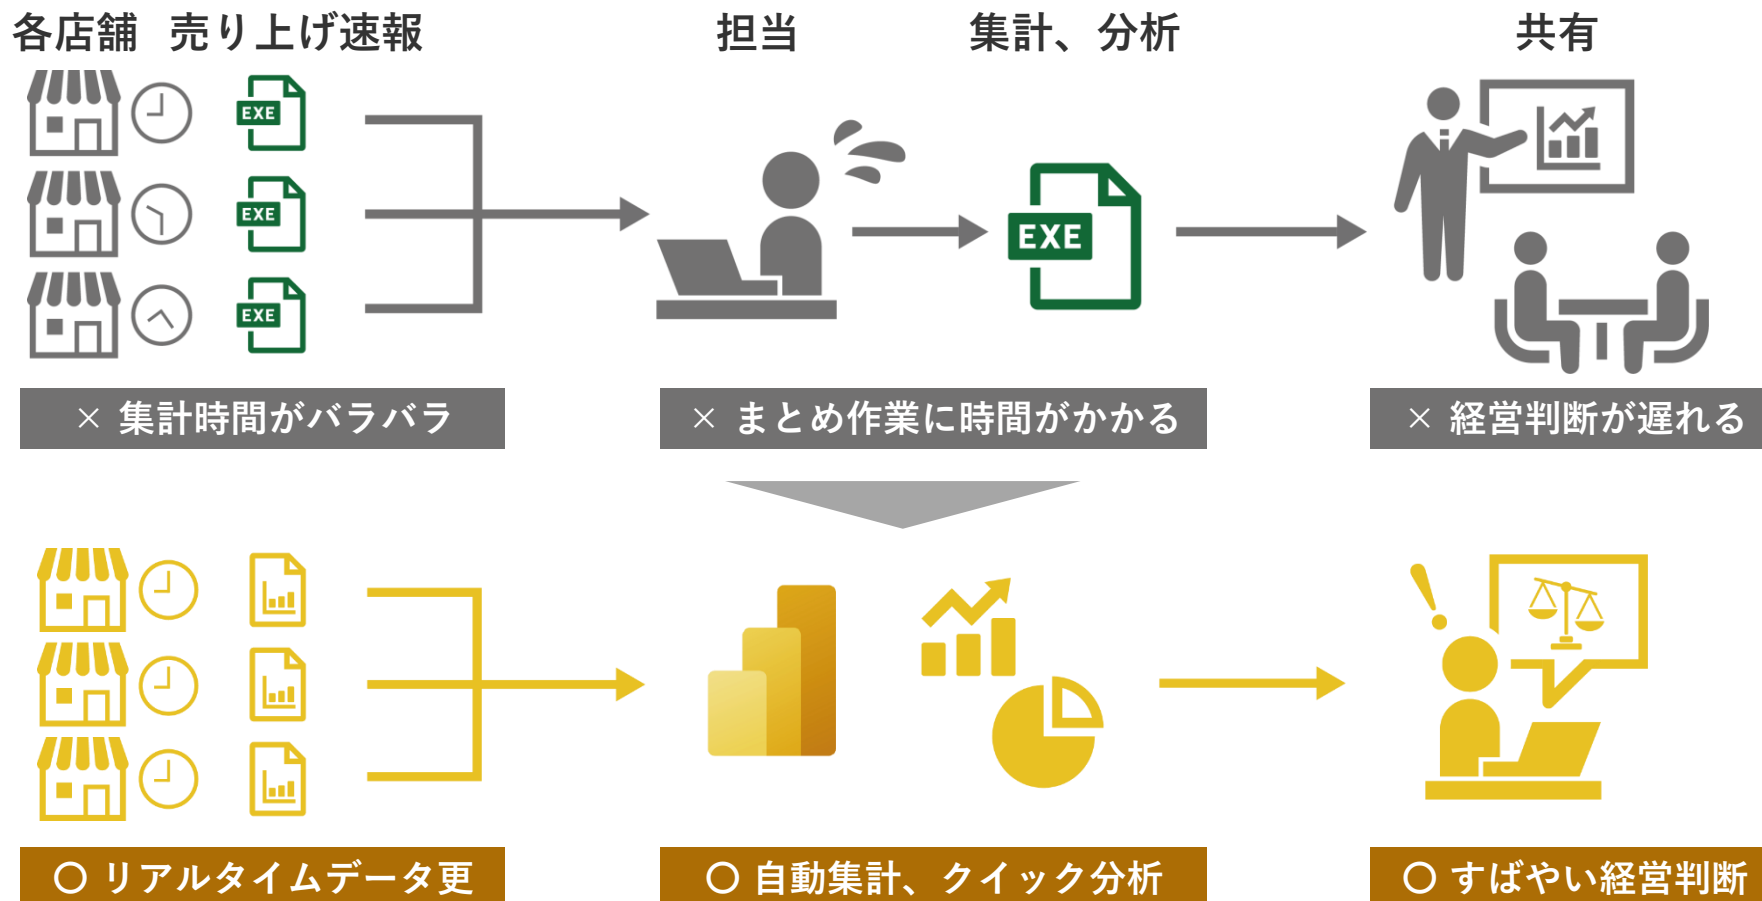 各店舗 売り上げ速報 担当 集計、分析 共有
EXE
EXE
EXE
EXE
× 集計時間がバラバラ
× まとめ作業に時間がかかる
× 経営判断が遅れる
○ リアルタイムデータ更
○ 自動集計、クイック分析
○ すばやい経営判断